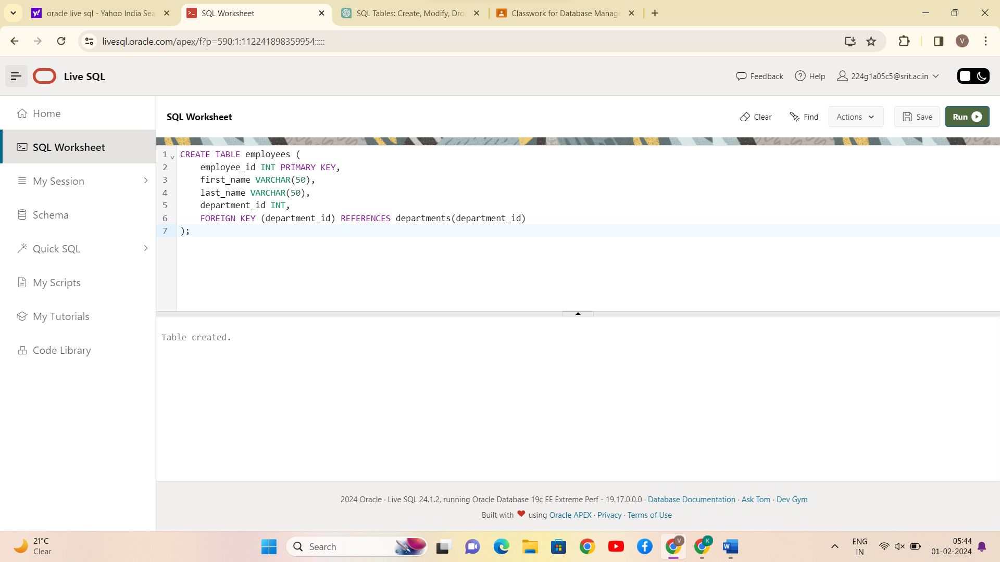 oracle live sql - Yahoo India Sea
SQL Worksheet
SQL Tables: Create, Modify, Dro
Classwork for Database Manage
livesql.oracle.com/apex/f?p=590:1:112241898359954:::::
V
Live SQL
Feedback
Help
224g1a05c5@srit.ac.in
Home
SQL Worksheet
My Session
Schema
Quick SQL
My Scripts
My Tutorials
Code Library
SQL Worksheet
Clear
Find
Actions
Save
Run
1 CREATE TABLE employees (
2 employee_id INT PRIMARY KEY,
3 first_name VARCHAR(50),
4 last_name VARCHAR(50),
5 department_id INT,
6 FOREIGN KEY (department_id) REFERENCES departments(department_id)
7 );
Table created.
2024 Oracle · Live SQL 24.1.2, running Oracle Database 19c EE Extreme Perf - 19.17.0.0.0 · Database Documentation · Ask Tom · Dev Gym
Built with ❤ using Oracle APEX · Privacy · Terms of Use
21°C
Clear
Search
V
K
W
ENG
IN
05:44
01-02-2024